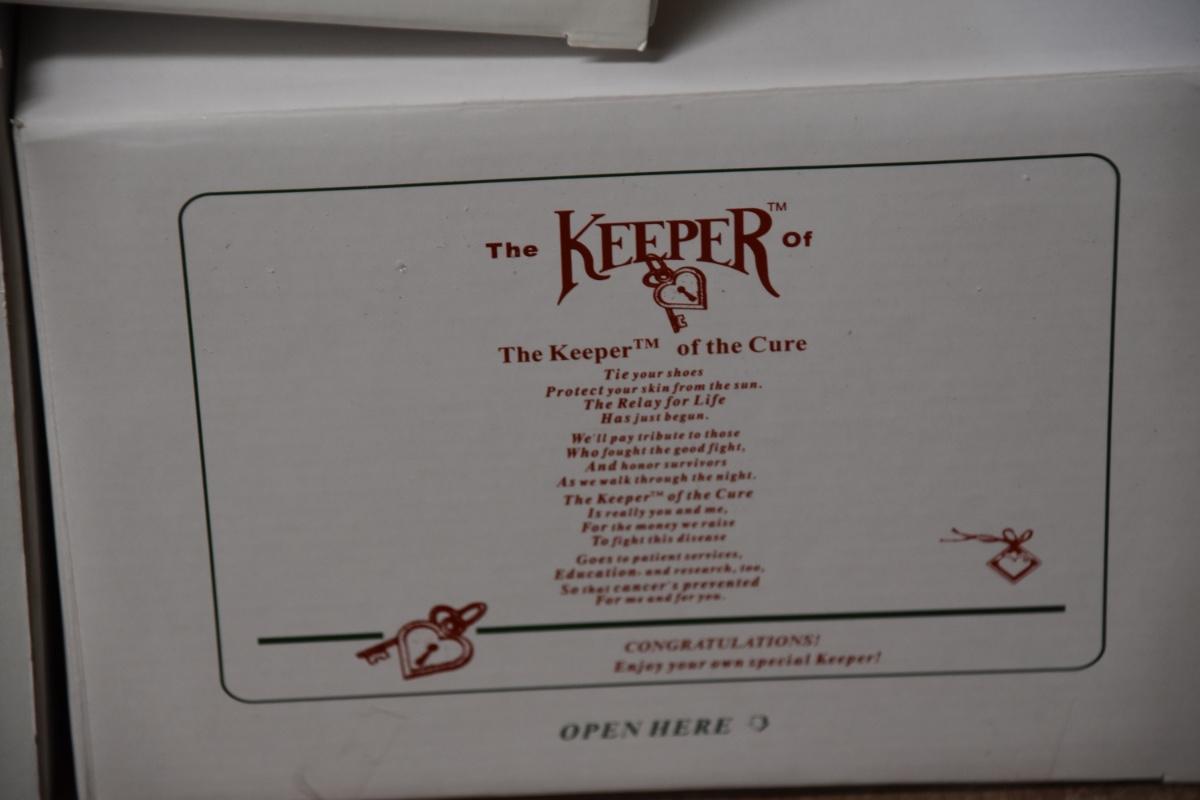 The KEEPER™ Of
The Keeper™ of the Cure
Tie your shoes
Protect your skin from the sun.
The Relay for Life
Has just begun.
We'll pay tribute to those
Who fought the good fight,
And honor survivors
As we walk through the night.
The Keeper™ of the Cure
Is really you and me,
For the money we raise
To fight this disease
Goes to patient services,
Education, and research, too,
So that cancer's prevented
For me and for you.
CONGRATULATIONS!
Enjoy your own special Keeper!
OPEN HERE